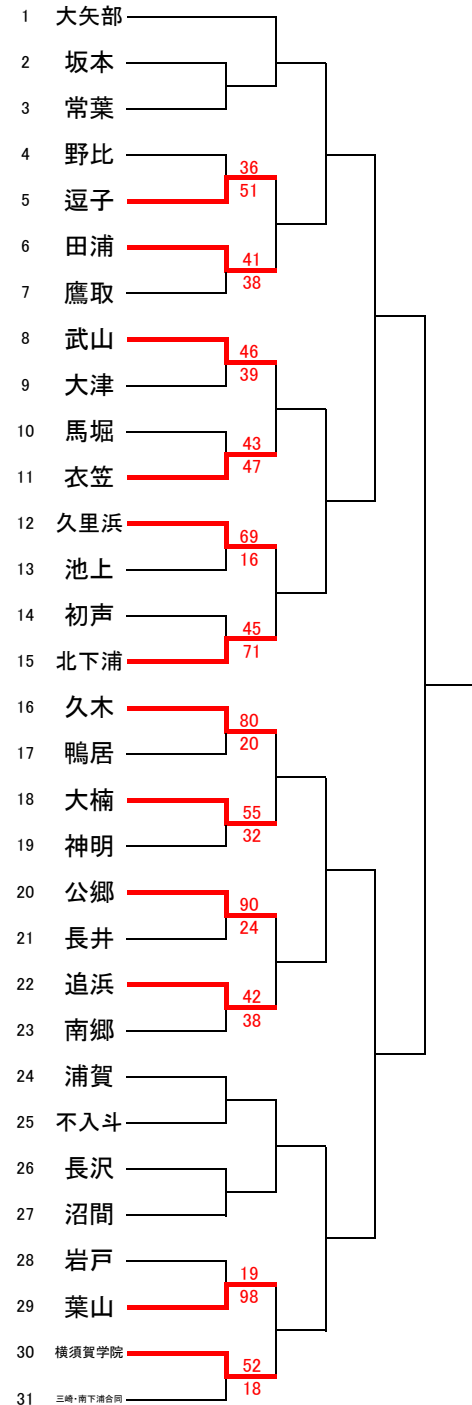 1 大矢部
2 坂本
3 常葉
4 野比
36
51
5 逗子
6 田浦
41
38
7 鷹取
8 武山
46
39
9 大津
10 馬堀
43
47
11 衣笠
12 久里浜
69
16
13 池上
14 初声
45
71
15 北下浦
16 久木
80
20
17 鴨居
18 大楠
55
32
19 神明
20 公郷
90
24
21 長井
22 追浜
42
38
23 南郷
24 浦賀
25 不入斗
26 長沢
27 沼間
28 岩戸
19
98
29 葉山
30 横須賀学院
52
18
31 三崎・南下浦合同